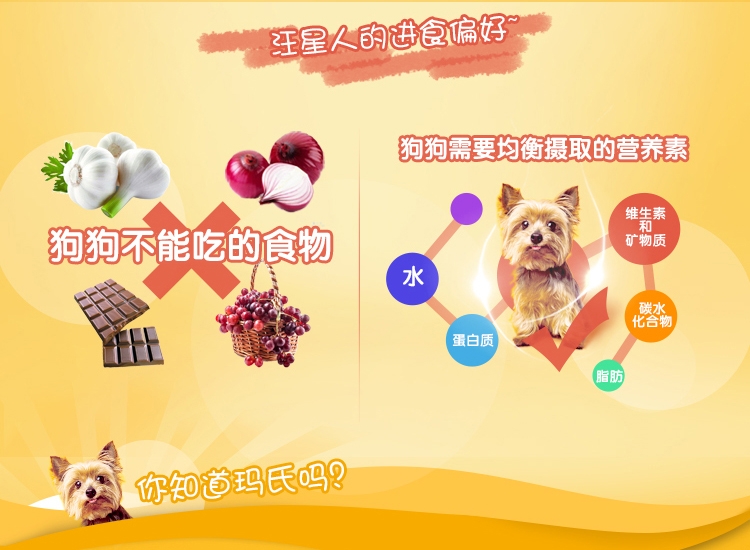 汪星人的进食偏好~
狗狗不能吃的食物
狗狗需要均衡摄取的营养素
水
蛋白质
维生素
和
矿物质
碳水
化合物
脂肪
你知道玛氏吗?